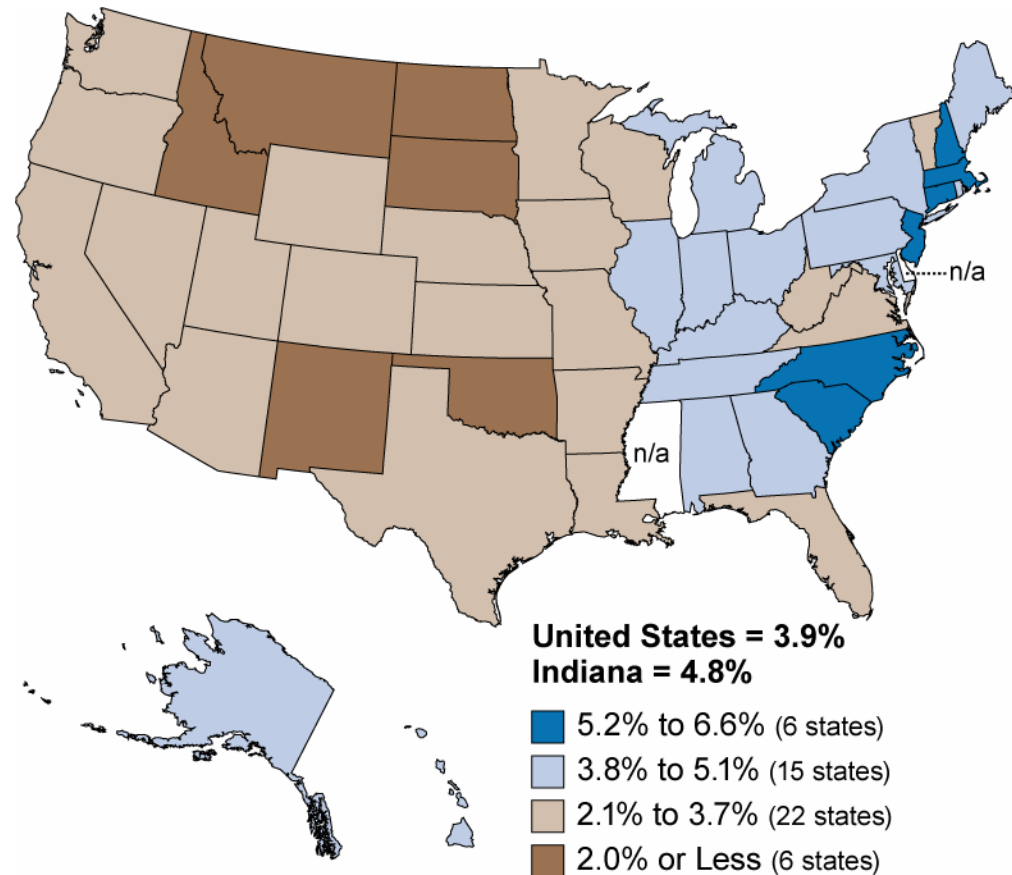 n/a
n/a
United States = 3.9%
Indiana = 4.8%
5.2% to 6.6% (6 states)
3.8% to 5.1% (15 states)
2.1% to 3.7% (22 states)
2.0% or Less (6 states)